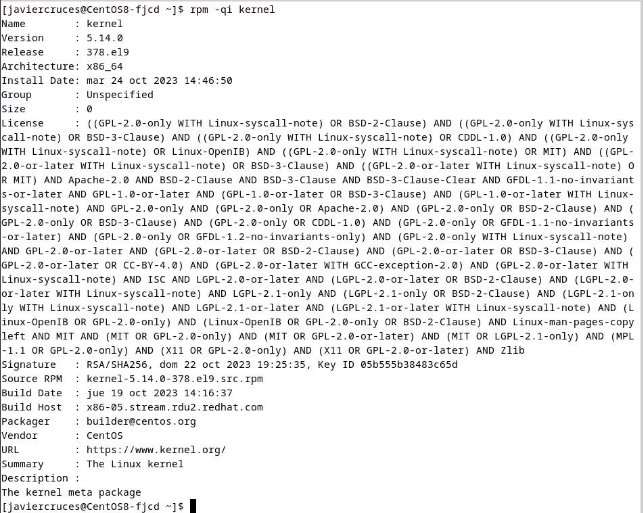 [javiercruces@CentOS8-fjcd ~]$ rpm -qi kernel
Name        : kernel
Version     : 5.14.0
Release     : 378.el9
Architecture: x86_64
Install Date: mar 24 oct 2023 14:46:50
Group       : Unspecified
Size        : 0
License     : ((GPL-2.0-only WITH Linux-syscall-note) OR BSD-2-Clause) AND ((GPL-2.0-only WITH Linux-sys
call-note) OR BSD-3-Clause) AND ((GPL-2.0-only WITH Linux-syscall-note) OR CDDL-1.0) AND ((GPL-2.0-only
WITH Linux-syscall-note) OR Linux-OpenIB) AND ((GPL-2.0-only WITH Linux-syscall-note) OR MIT) AND ((GPL-
2.0-or-later WITH Linux-syscall-note) OR BSD-3-Clause) AND ((GPL-2.0-or-later WITH Linux-syscall-note) O
R MIT) AND Apache-2.0 AND BSD-2-Clause AND BSD-3-Clause AND BSD-3-Clause-Clear AND GFDL-1.1-no-invariant
s-or-later AND GPL-1.0-or-later AND (GPL-1.0-or-later OR BSD-3-Clause) AND (GPL-1.0-or-later WITH Linux-
syscall-note) AND GPL-2.0-only AND (GPL-2.0-only OR Apache-2.0) AND (GPL-2.0-only OR BSD-2-Clause) AND (
GPL-2.0-only OR BSD-3-Clause) AND (GPL-2.0-only OR CDDL-1.0) AND (GPL-2.0-only OR GFDL-1.1-no-invariants
-or-later) AND (GPL-2.0-only OR GFDL-1.2-no-invariants-only) AND (GPL-2.0-only WITH Linux-syscall-note)
AND GPL-2.0-or-later AND (GPL-2.0-or-later OR BSD-2-Clause) AND (GPL-2.0-or-later OR BSD-3-Clause) AND (
GPL-2.0-or-later OR CC-BY-4.0) AND (GPL-2.0-or-later WITH GCC-exception-2.0) AND (GPL-2.0-or-later WITH
Linux-syscall-note) AND ISC AND LGPL-2.0-or-later AND (LGPL-2.0-or-later OR BSD-2-Clause) AND (LGPL-2.0-
or-later WITH Linux-syscall-note) AND LGPL-2.1-only AND (LGPL-2.1-only OR BSD-2-Clause) AND (LGPL-2.1-on
ly WITH Linux-syscall-note) AND LGPL-2.1-or-later AND (LGPL-2.1-or-later WITH Linux-syscall-note) AND (L
inux-OpenIB OR GPL-2.0-only) AND (Linux-OpenIB OR GPL-2.0-only OR BSD-2-Clause) AND Linux-man-pages-copy
left AND MIT AND (MIT OR GPL-2.0-only) AND (MIT OR GPL-2.0-or-later) AND (MIT OR LGPL-2.1-only) AND (MPL
-1.1 OR GPL-2.0-only) AND (X11 OR GPL-2.0-only) AND (X11 OR GPL-2.0-or-later) AND Zlib
Signature   : RSA/SHA256, dom 22 oct 2023 19:25:35, Key ID 05b555b38483c65d
Source RPM  : kernel-5.14.0-378.el9.src.rpm
Build Date  : jue 19 oct 2023 14:16:37
Build Host  : x86-05.stream.rdu2.redhat.com
Packager    : builder@centos.org
Vendor      : CentOS
URL         : https://www.kernel.org/
Summary     : The Linux kernel
Description :
The kernel meta package
[javiercruces@CentOS8-fjcd ~]$